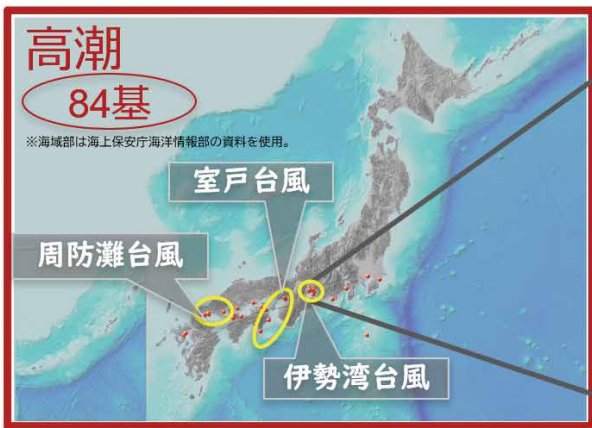 高潮
84基
※海域部は海上保安庁海洋情報部の資料を使用。
室戸台風
周防灘台風
伊勢湾台風